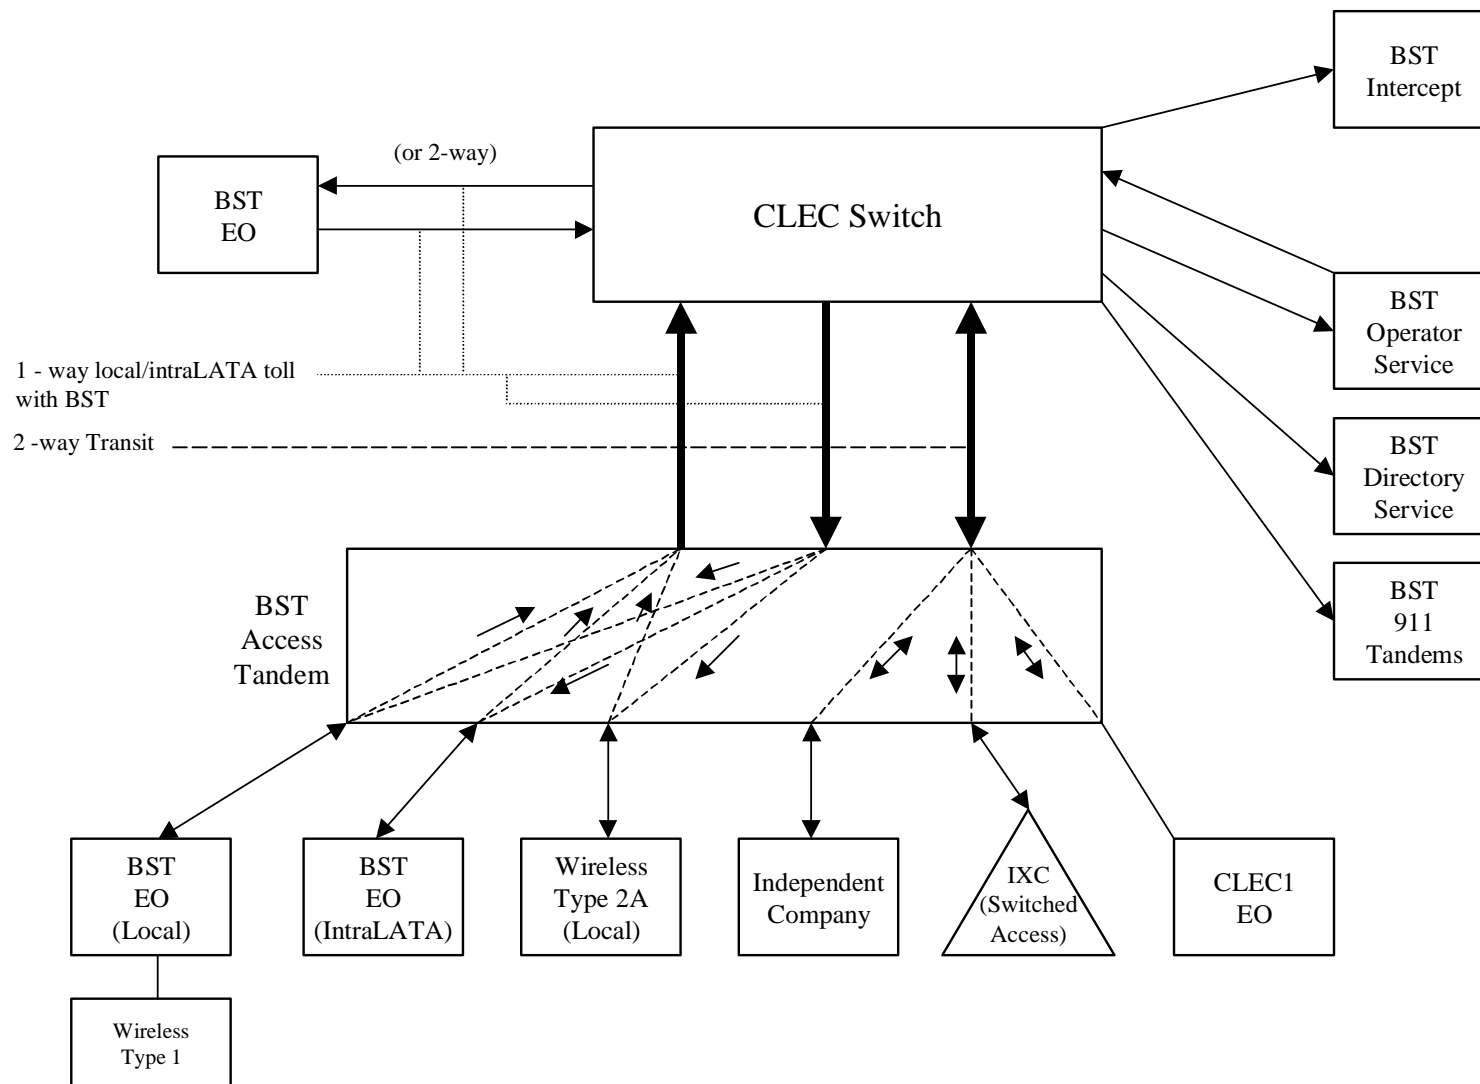 BST
Intercept
(or 2-way)
BST
EO
CLEC Switch
BST
Operator
Service
1 - way local/intraLATA toll
with BST
2 -way Transit
BST
Directory
Service
BST
Access
Tandem
BST
911
Tandems
BST
EO
(Local)
BST
EO
(IntraLATA)
Wireless
Type 2A
(Local)
Independent
Company
IXC
(Switched
Access)
CLEC1
EO
Wireless
Type 1